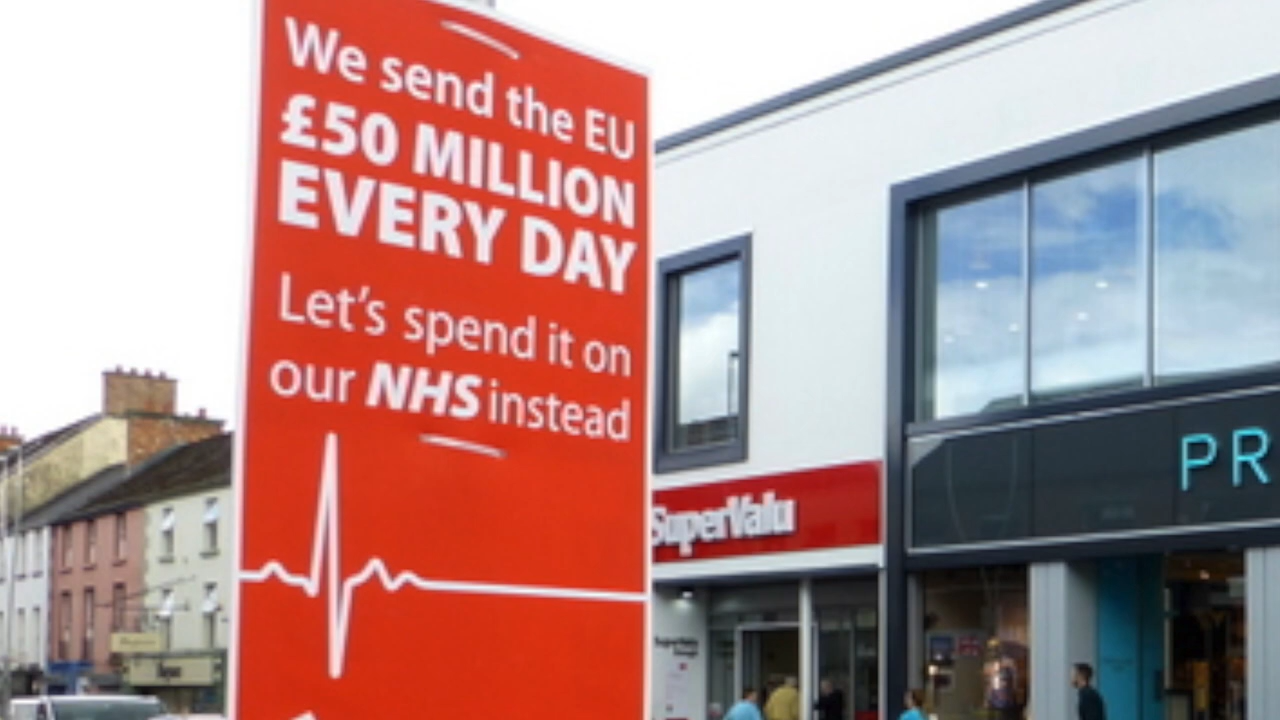 We send the EU
£50 MILLION
EVERY DAY
Let's spend it on
our NHS instead
SuperValu
PR